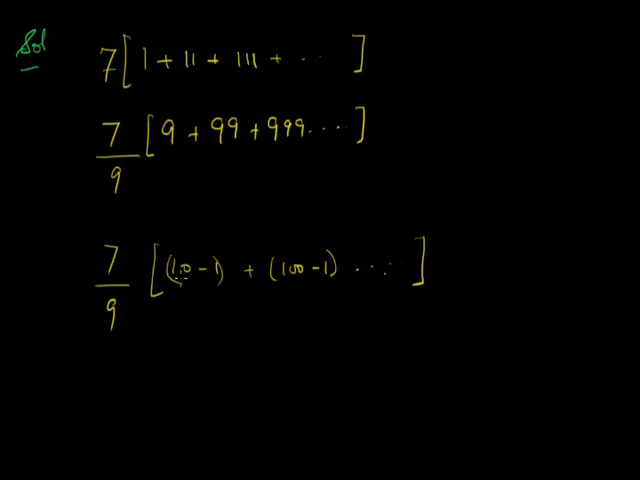 Sol
7 [ 1 + 11 + 111 + ..... ]
7/9 [ 9 + 99 + 999 ..... ]
7/9 [ (10 - 1) + (100 - 1) ..... ]